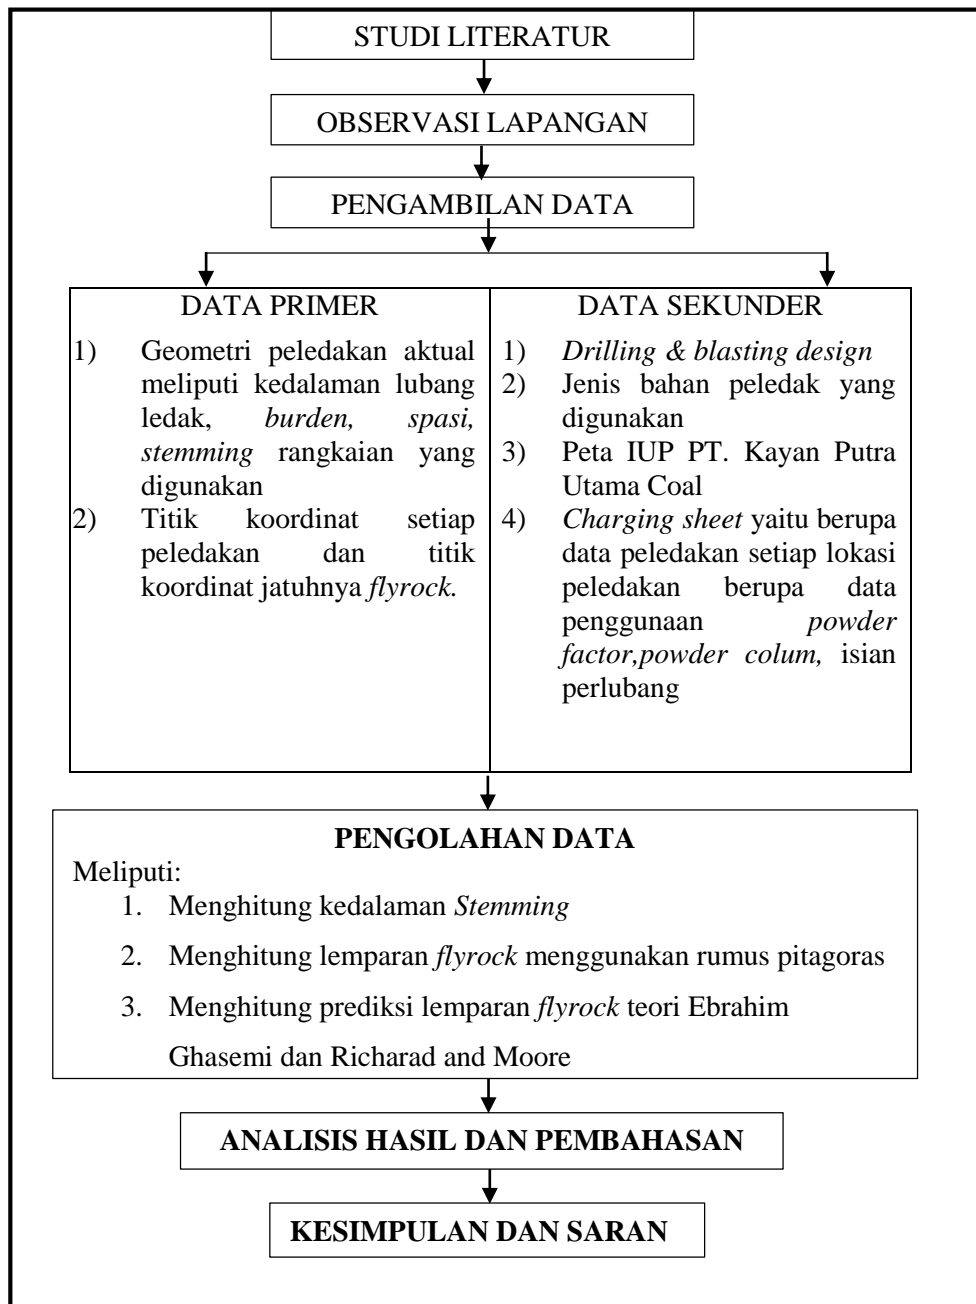 STUDI LITERATUR
OBSERVASI LAPANGAN
PENGAMBILAN DATA
DATA PRIMER
1) Geometri peledakan aktual
meliputi kedalaman lubang
ledak, burden, spasi,
stemming rangkaian yang
digunakan
2) Titik koordinat setiap
peledakan dan titik
koordinat jatuhnya flyrock.
DATA SEKUNDER
1) Drilling & blasting design
2) Jenis bahan peledak yang
digunakan
3) Peta IUP PT. Kayan Putra
Utama Coal
4) Charging sheet yaitu berupa
data peledakan setiap lokasi
peledakan berupa data
penggunaan powder
factor,powder colum, isian
perlubang
PENGOLAHAN DATA
Meliputi:
1. Menghitung kedalaman Stemming
2. Menghitung lemparan flyrock menggunakan rumus pitagoras
3. Menghitung prediksi lemparan flyrock teori Ebrahim
Ghasemi dan Richarad and Moore
ANALISIS HASIL DAN PEMBAHASAN
KESIMPULAN DAN SARAN